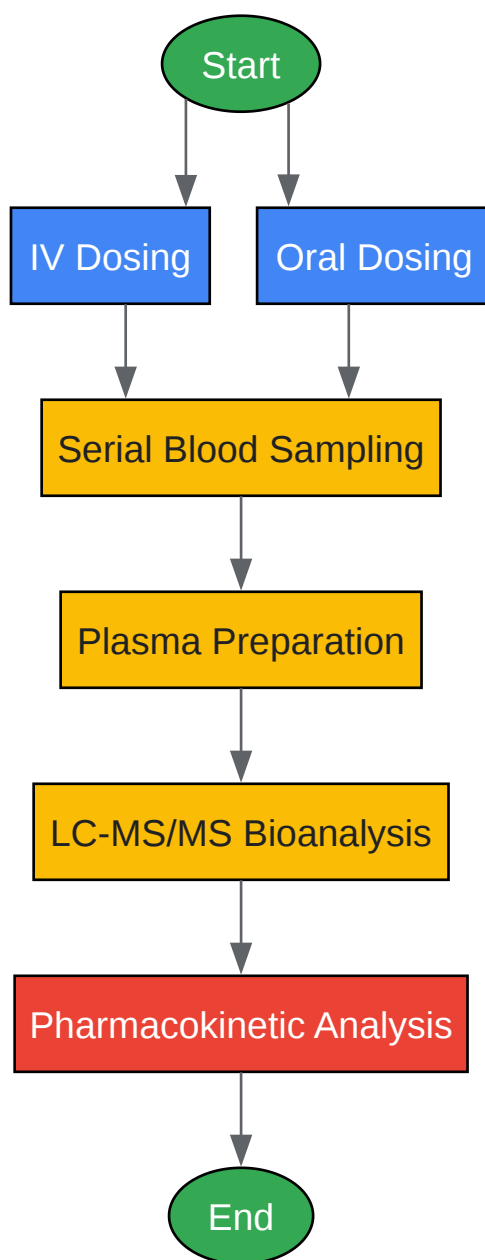 Start
IV Dosing
Oral Dosing
Serial Blood Sampling
Plasma Preparation
LC-MS/MS Bioanalysis
Pharmacokinetic Analysis
End